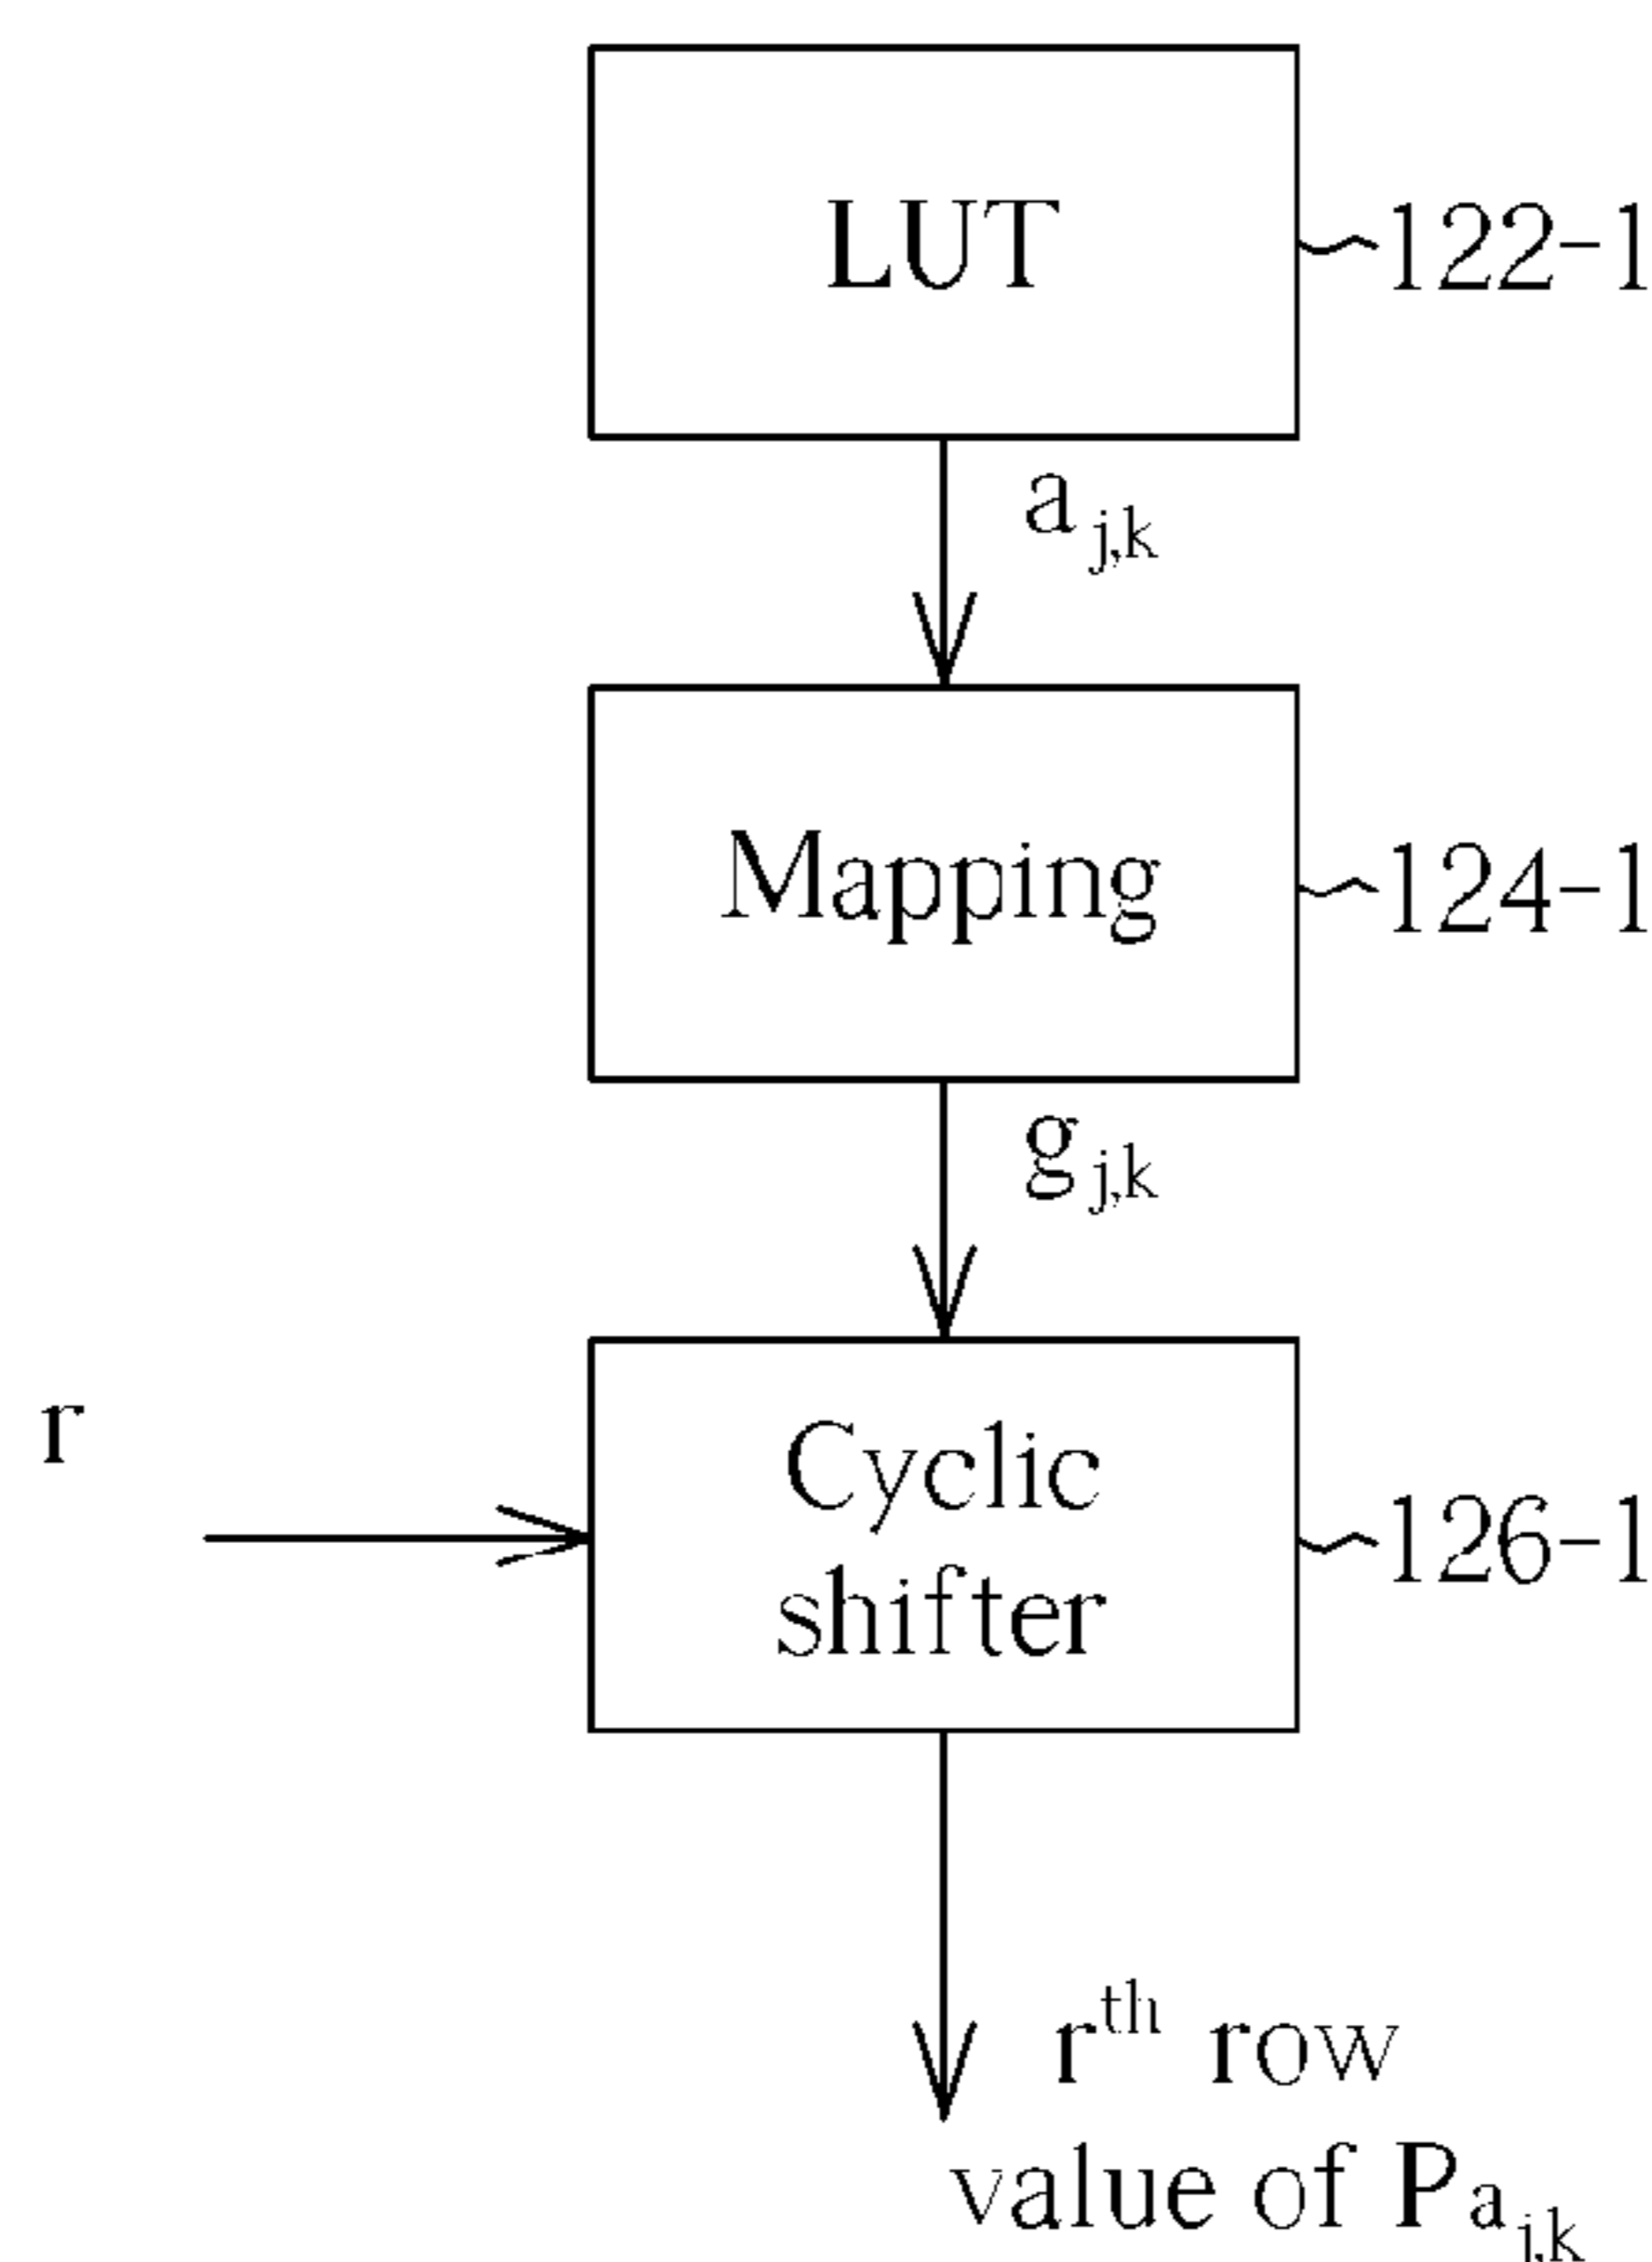 LUT
122-1
a j,k
Mapping
124-1
g j,k
r
Cyclic
shifter
126-1
r th row
value of P a j,k